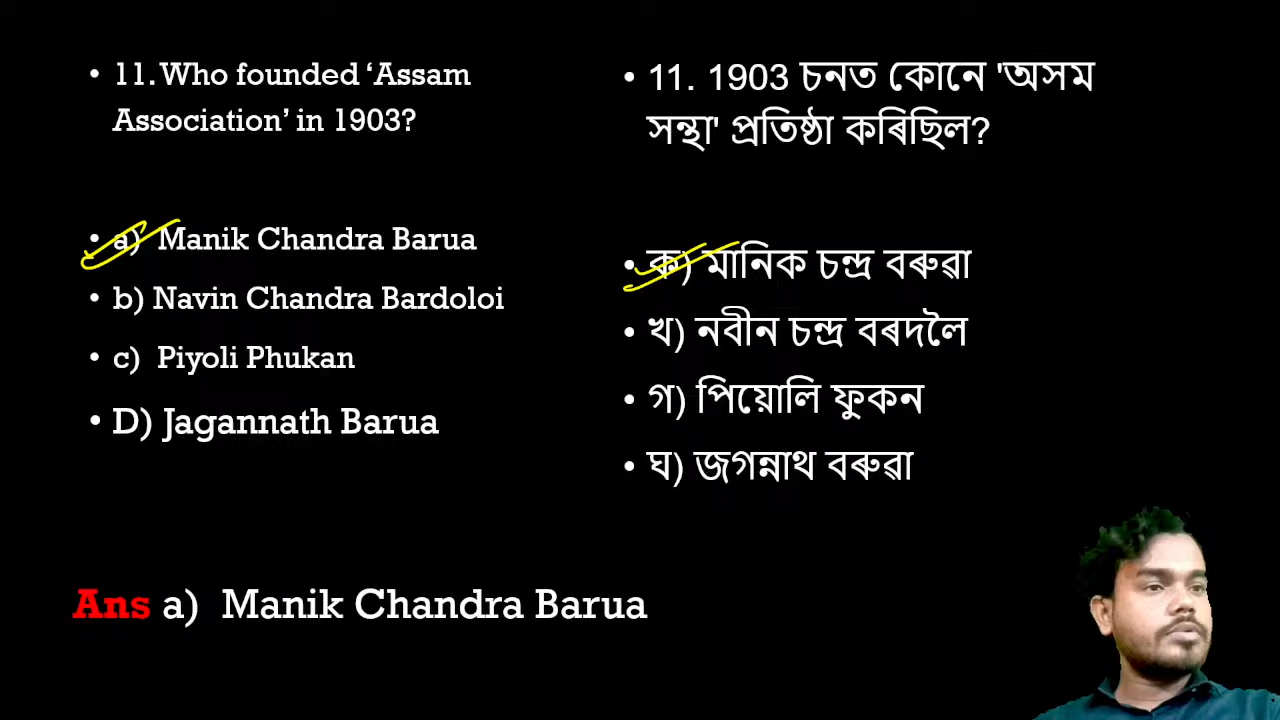 • 11. Who founded ‘Assam
Association’ in 1903?
• a) Manik Chandra Barua
• b) Navin Chandra Bardoloi
• c) Piyoli Phukan
• D) Jagannath Barua
• 11. 1903 চনত কোনে 'অসম
সন্থা' প্ৰতিষ্ঠা কৰিছিল?
• ক) মানিক চন্দ্ৰ বৰুৱা
• খ) নবীন চন্দ্ৰ বৰদলৈ
• গ) পিয়োলি ফুকন
• ঘ) জগন্নাথ বৰুৱা
Ans a) Manik Chandra Barua